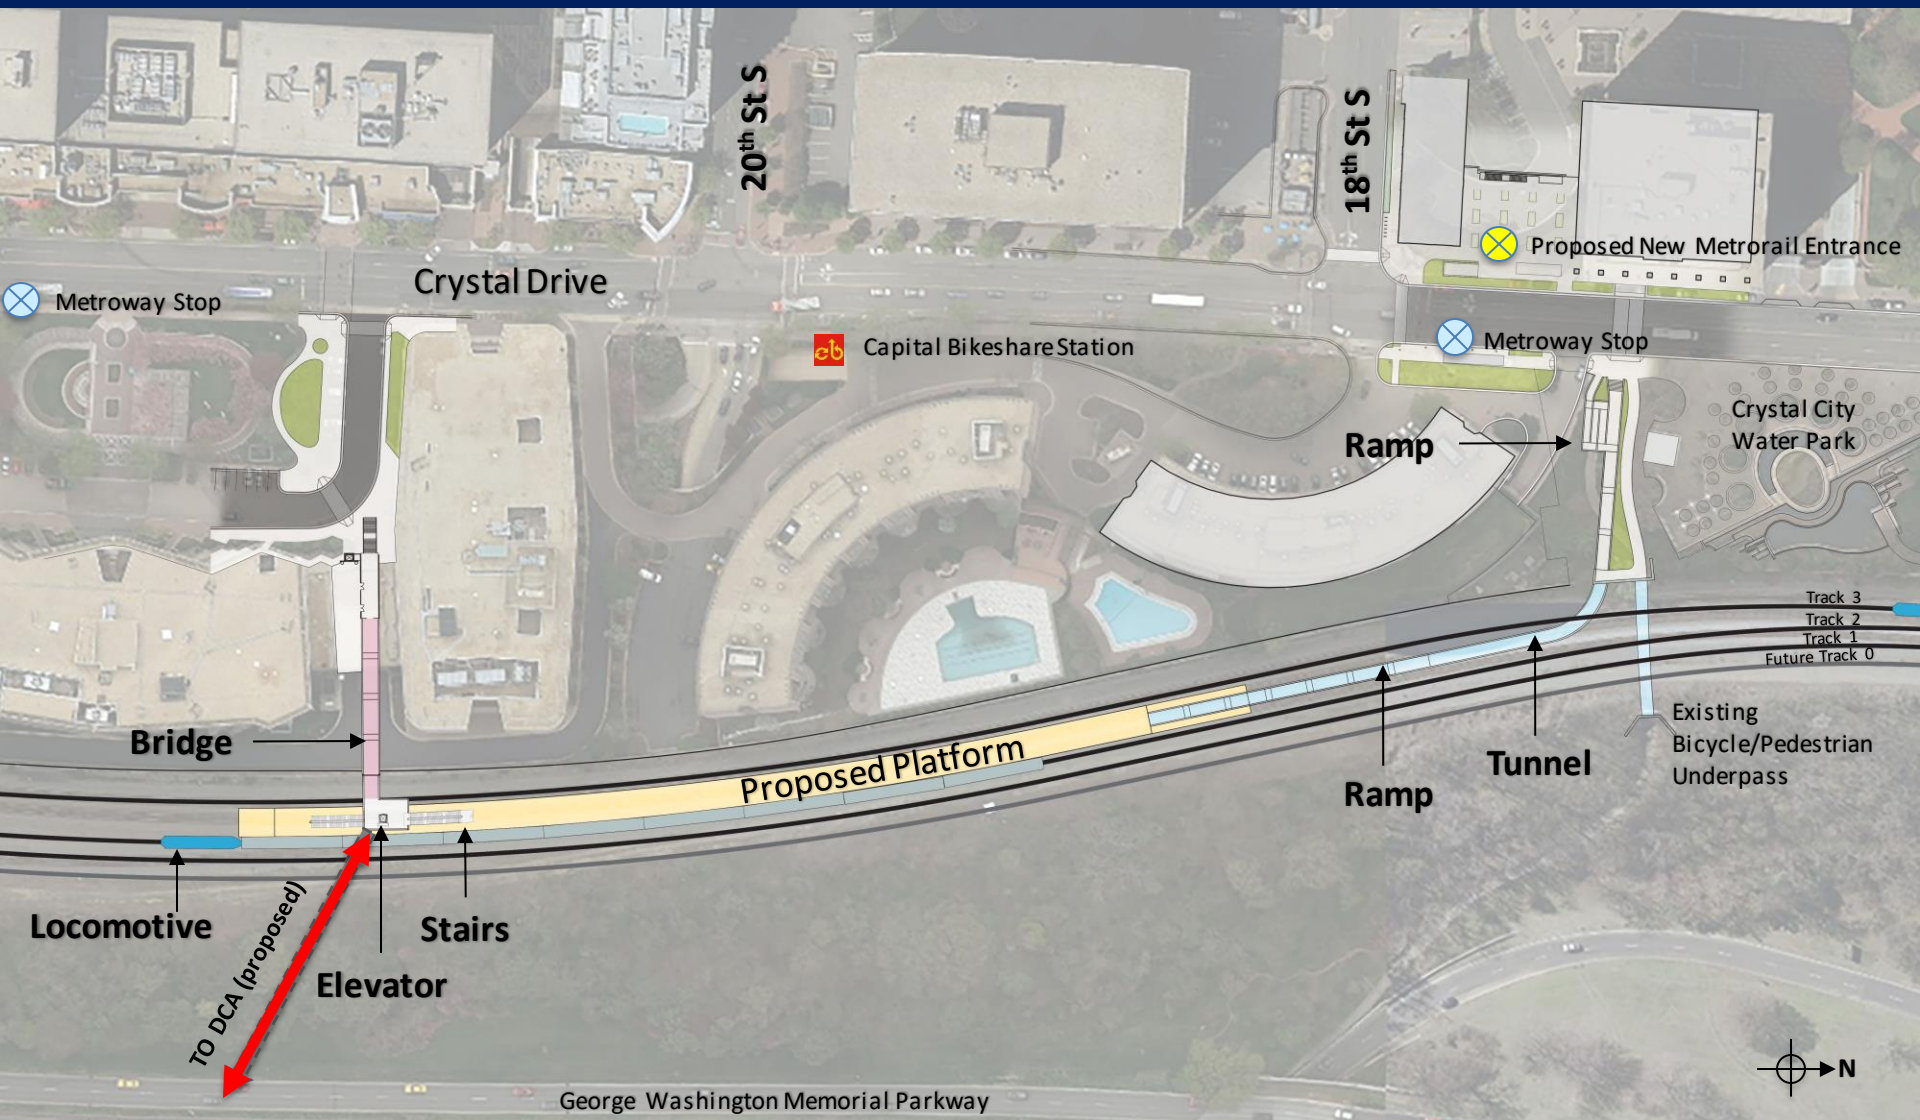 20th St S
18th St S
Proposed New Metrorail Entrance
Crystal Drive
Metroway Stop
Capital Bikeshare Station
Metroway Stop
Crystal City
Water Park
Ramp
Track 3
Track 2
Track 1
Future Track 0
Existing
Bicycle/Pedestrian
Underpass
Bridge
Proposed Platform
Tunnel
Ramp
Locomotive
TO DCA (proposed)
Stairs
Elevator
N
George Washington Memorial Parkway